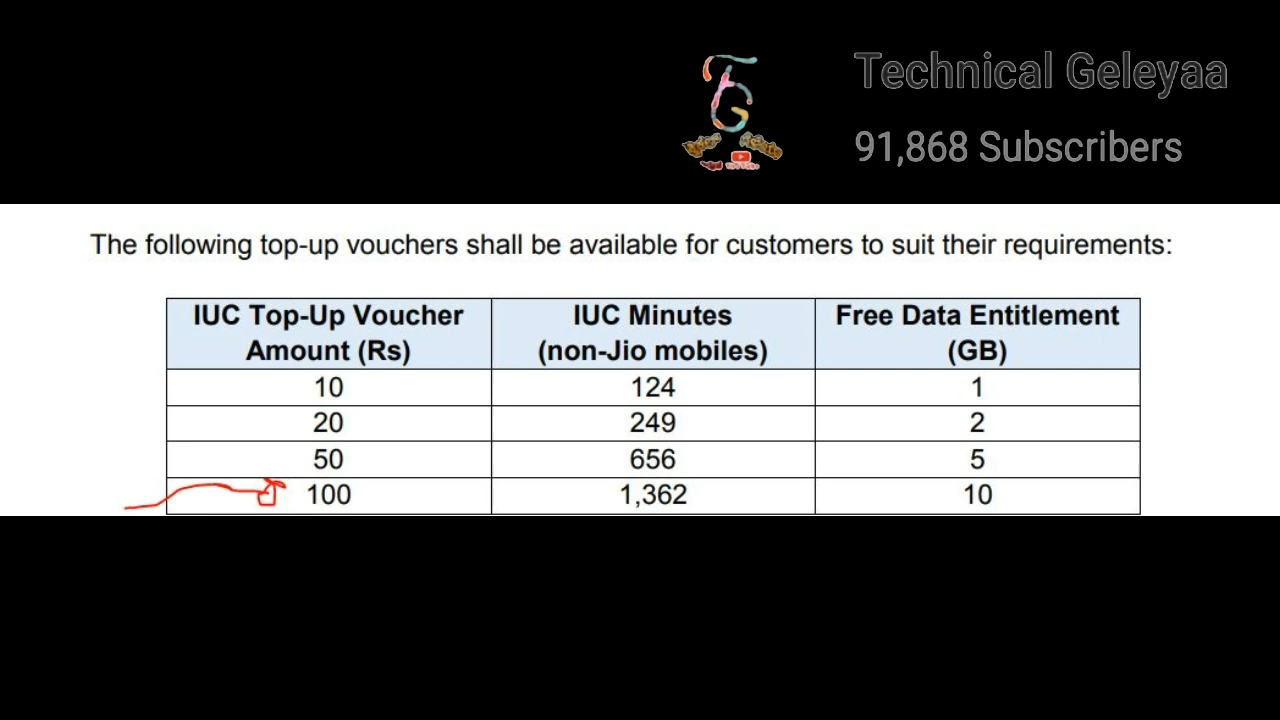 Technical Geleyaa
91,868 Subscribers
The following top-up vouchers shall be available for customers to suit their requirements:
IUC Top-Up Voucher Amount (Rs) IUC Minutes (non-Jio mobiles) Free Data Entitlement (GB)
10 124 1
20 249 2
50 656 5
100 1,362 10